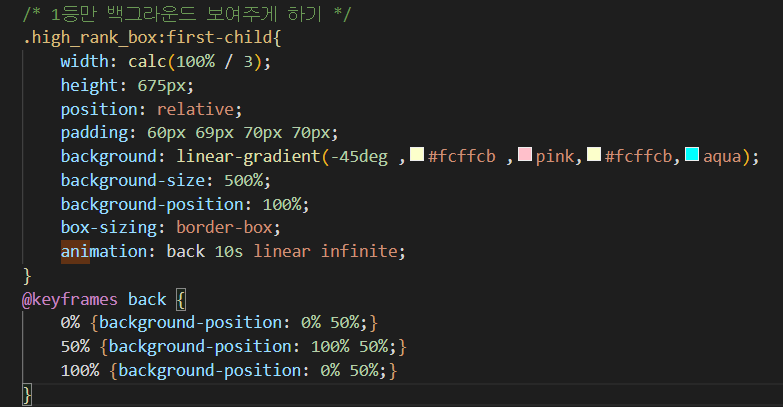 /* 1등만 백그라운드 보여주게 하기 */
.high_rank_box:first-child{
width: calc(100% / 3);
height: 675px;
position: relative;
padding: 60px 69px 70px 70px;
background: linear-gradient(-45deg ,#fcffcb ,pink,#fcffcb,aqua);
background-size: 500%;
background-position: 100%;
box-sizing: border-box;
animation: back 10s linear infinite;
}
@keyframes back {
0% {background-position: 0% 50%;}
50% {background-position: 100% 50%;}
100% {background-position: 0% 50%;}
}